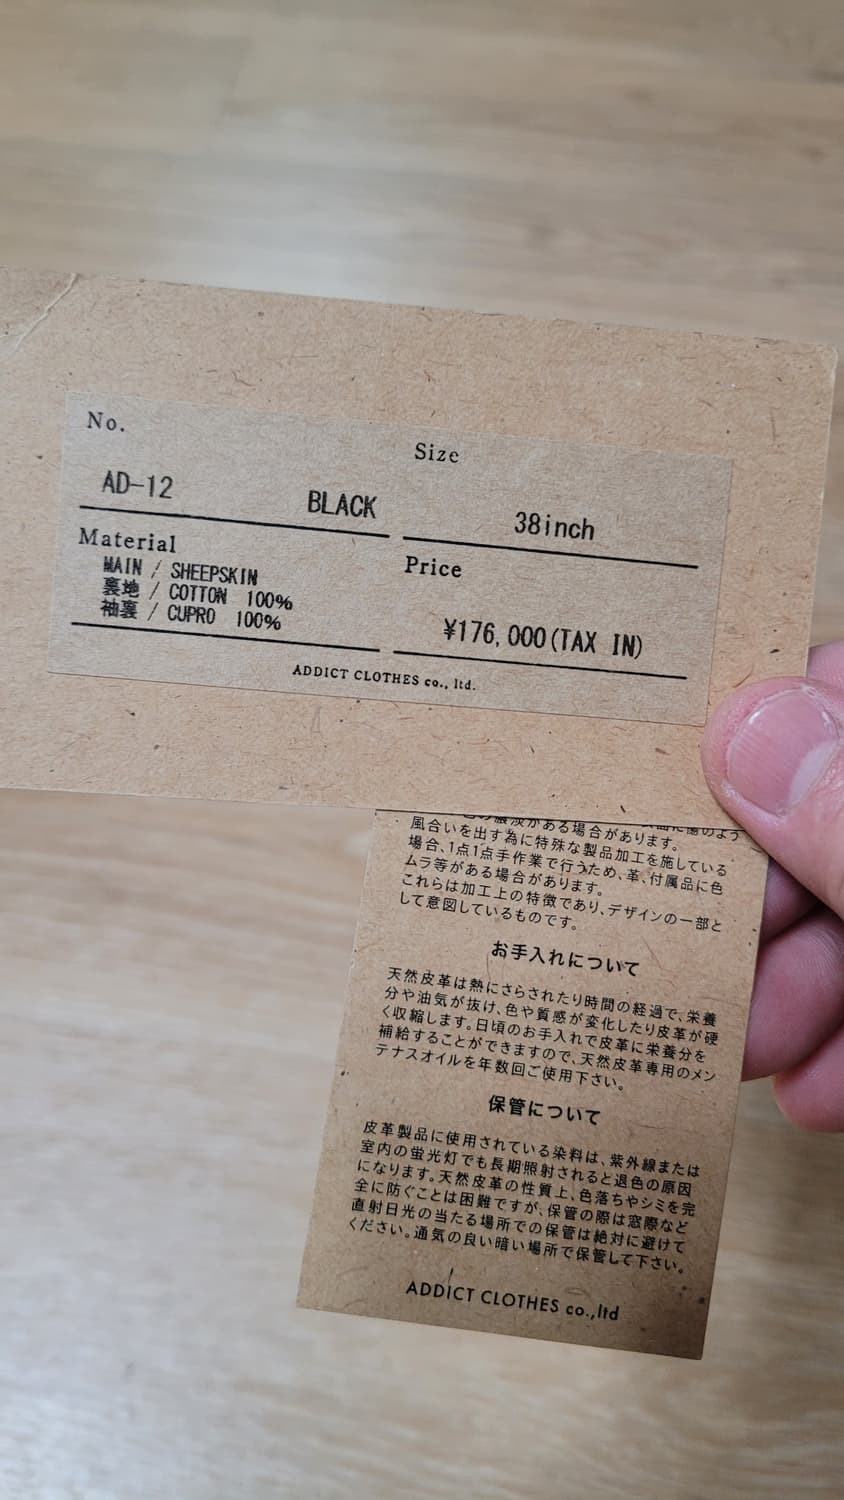 No.
Size
AD-12 BLACK
38inch
Material
Price
MAIN / SHEEPSKIN
裏地 / COTTON 100%
袖裏 / CUPRO 100%
¥176,000(TAX IN)
ADDICT CLOTHES co., ltd.
濃淡がある場合があります。
風合いを出す為に特殊な製品加工を施している
場合、1点1点手作業で行うため、革、付属品に色
ムラ等がある場合があります。
これらは加工上の特徴であり、デザインの一部と
して意図しているものです。
お手入れについて
天然皮革は熱にさらされたり時間の経過で、栄養
分や油気が抜け、色や質感が変化したり皮革が硬
く収縮します。日頃のお手入れで皮革に栄養分を
補給することができますので、天然皮革専用のメン
テナスオイルを年数回ご使用下さい。
保管について
皮革製品に使用されている染料は、紫外線または
室内の蛍光灯でも長期照射されると退色の原因
になります。天然皮革の性質上、色落ちやシミを完
全に防ぐことは困難ですが、保管の際は窓際など
直射日光の当たる場所での保管は絶対に避けて
ください。通気の良い暗い場所で保管して下さい。
ADDICT CLOTHES co.,ltd